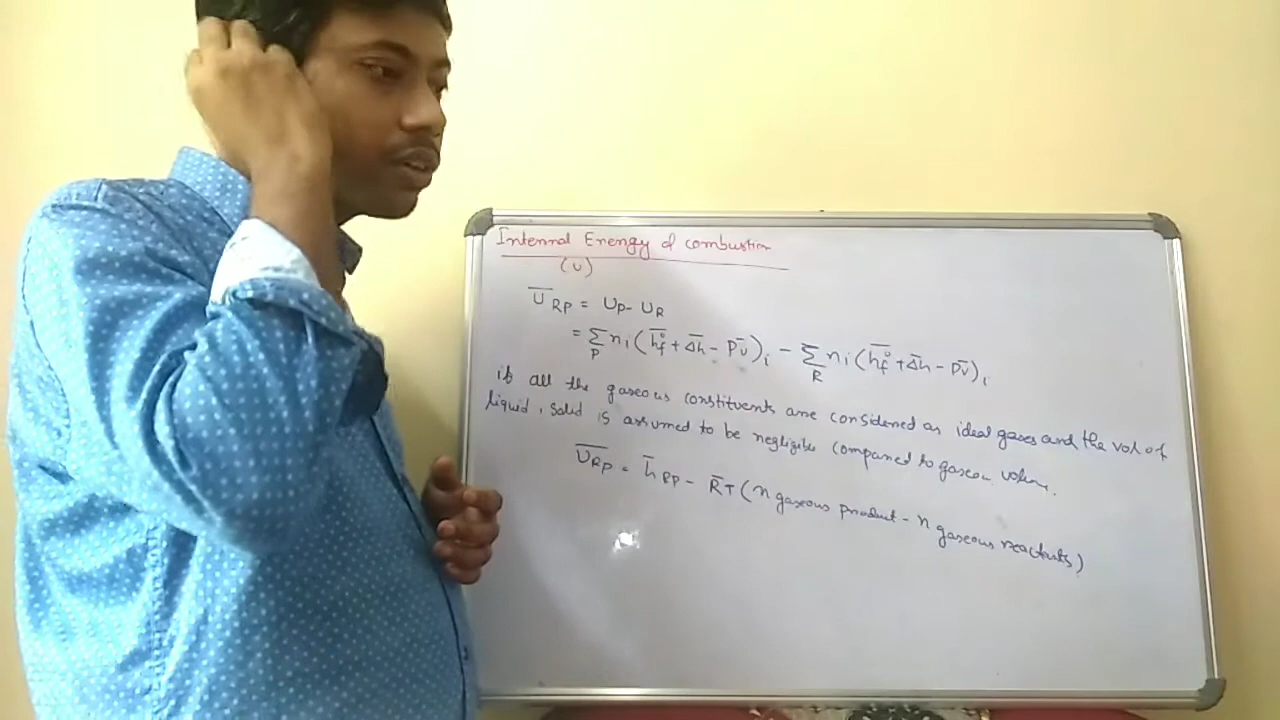 Internal Energy of combustion
(U)
U̅ RP = UP - UR
= ∑P ni (h̅f° + Δh̅ - Pv̅)i - ∑R ni (h̅f° + Δh̅ - Pv̅)i
if all the gaseous constituents are considered as ideal gases and the vol of
liquid, solid is assumed to be negligible compared to gaseous volume.
U̅RP = h̅ RP - R̅T (n gaseous product - n gaseous reactants)